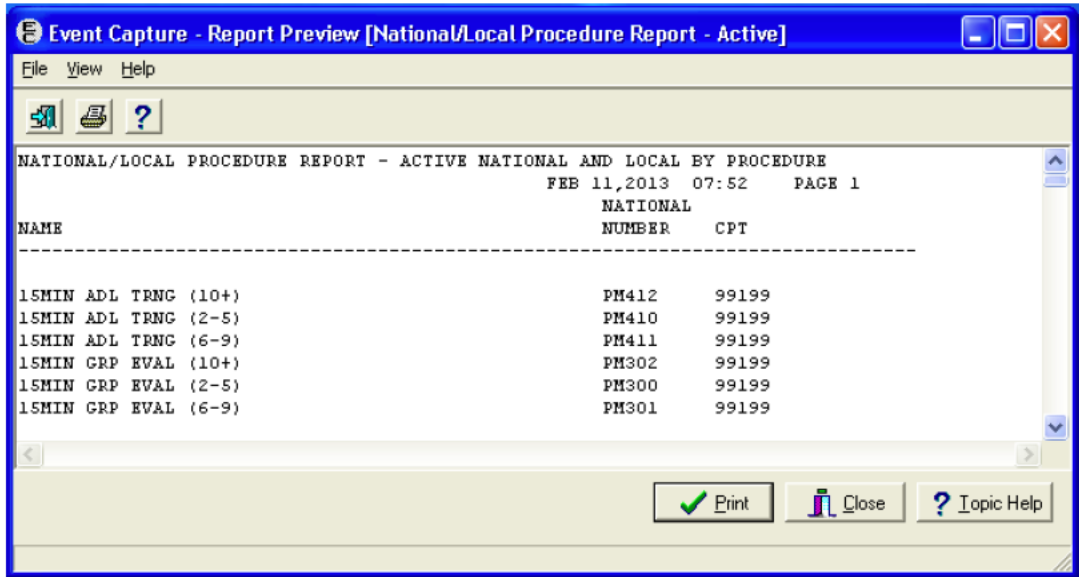 Event Capture - Report Preview [National/Local Procedure Report - Active]
File View Help
NATIONAL/LOCAL PROCEDURE REPORT - ACTIVE NATIONAL AND LOCAL BY PROCEDURE
FEB 11,2013 07:52 PAGE 1
NATIONAL
NAME NUMBER CPT
--------------------------------------------------------------------------------
15MIN ADL TRNG (10+) PM412 99199
15MIN ADL TRNG (2-5) PM410 99199
15MIN ADL TRNG (6-9) PM411 99199
15MIN GRP EVAL (10+) PM302 99199
15MIN GRP EVAL (2-5) PM300 99199
15MIN GRP EVAL (6-9) PM301 99199
Print Close ? Topic Help